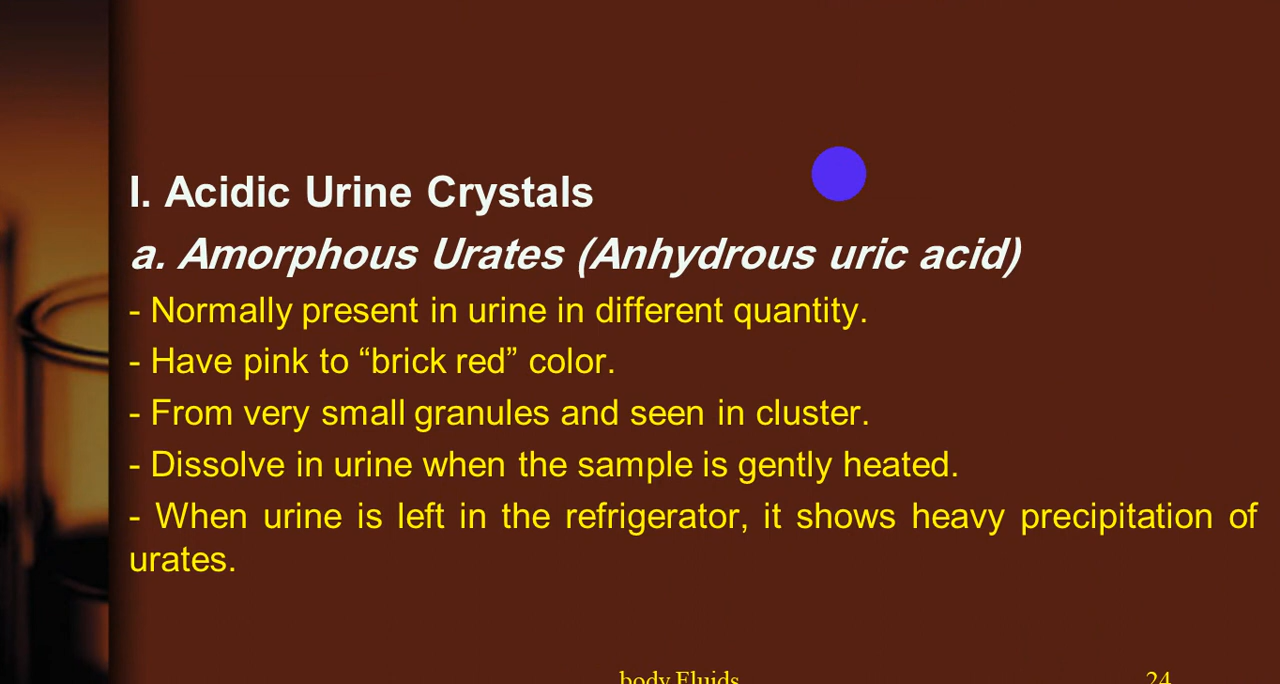 I. Acidic Urine Crystals
a. Amorphous Urates (Anhydrous uric acid)
- Normally present in urine in different quantity.
- Have pink to “brick red” color.
- From very small granules and seen in cluster.
- Dissolve in urine when the sample is gently heated.
- When urine is left in the refrigerator, it shows heavy precipitation of
urates.
body Fluids 24